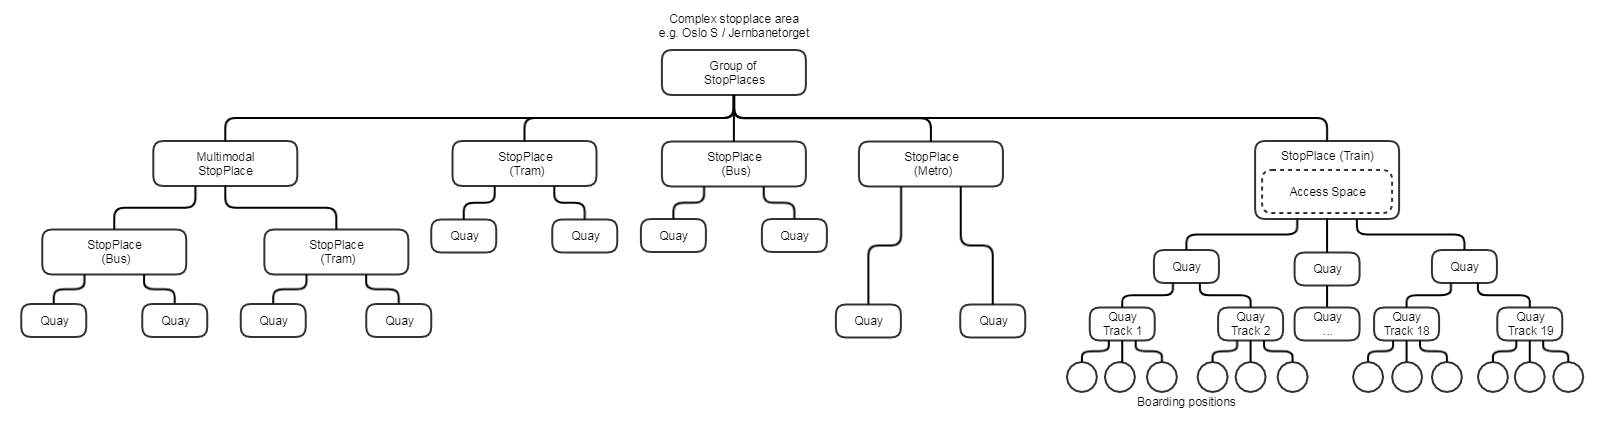 Complex stopplace area
e.g. Oslo S / Jernbanetorget
Group of
StopPlaces
Multimodal
StopPlace
StopPlace
(Tram)
StopPlace
(Bus)
StopPlace
(Metro)
StopPlace (Train)
Access Space
StopPlace
(Bus)
StopPlace
(Tram)
Quay
Quay
Quay
Quay
Quay
Quay
Quay
Quay
Quay
Quay
Quay
Quay
Quay
Quay
Track 1
Quay
Track 2
Quay
...
Quay
Track 18
Quay
Track 19
Boarding positions